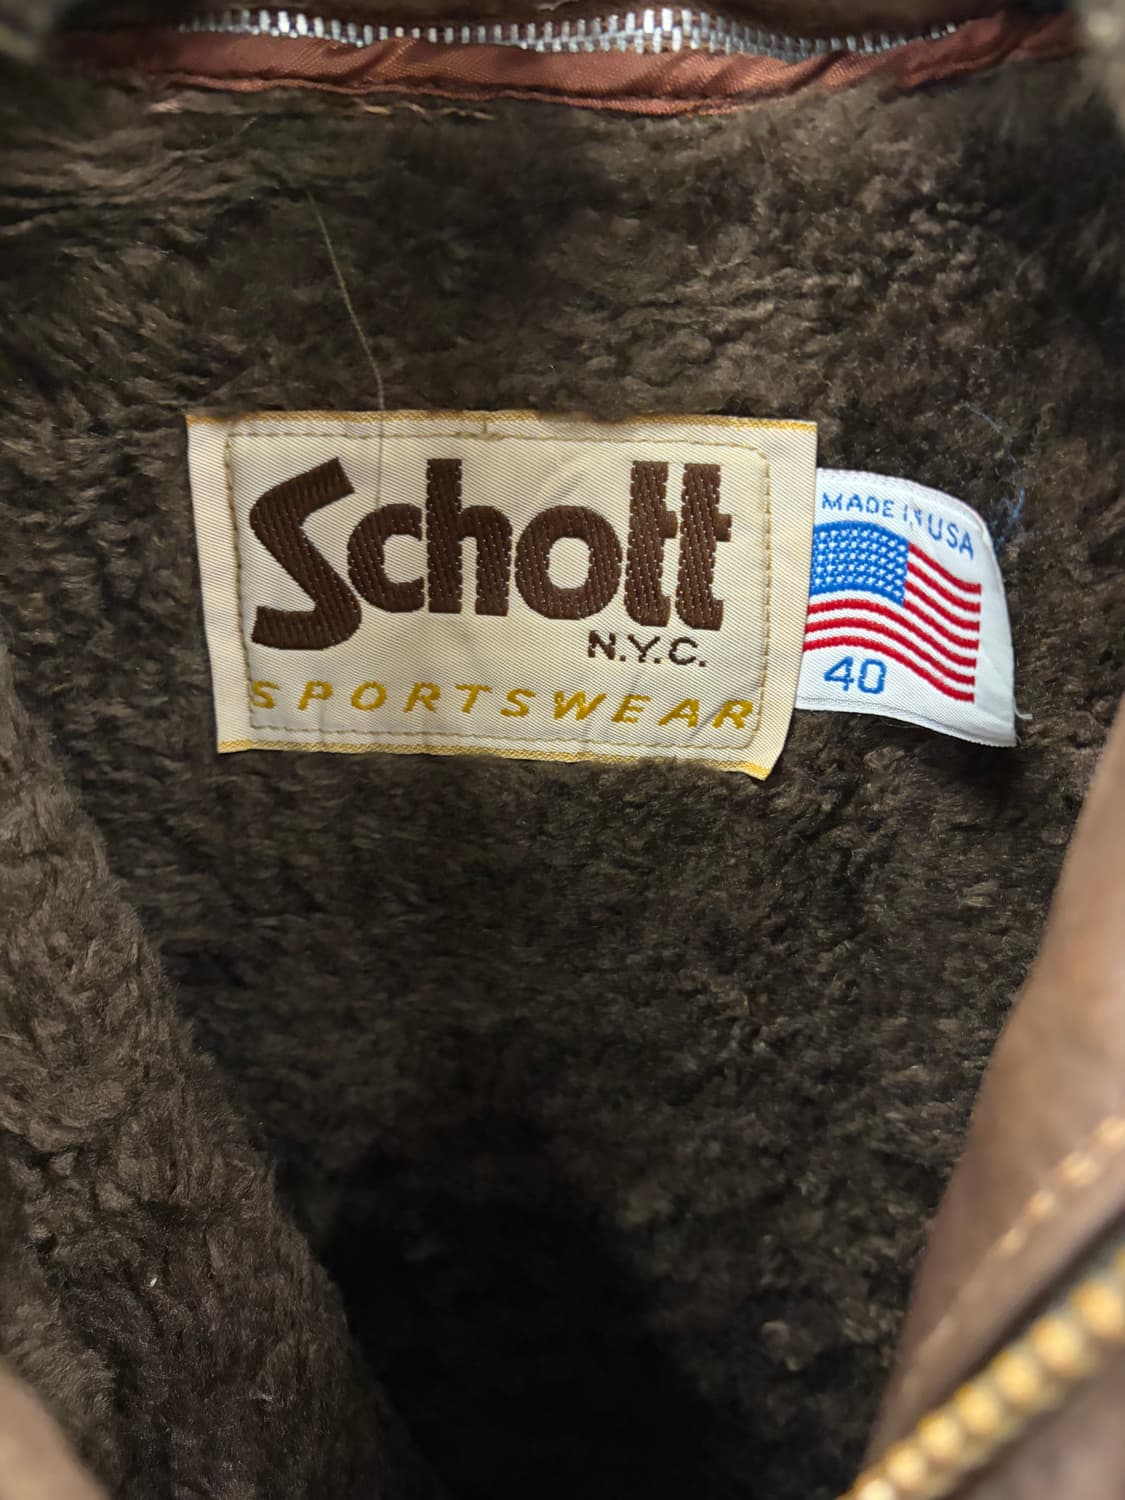 Schott
N.Y.C.
SPORTSWEAR
MADE IN USA
40